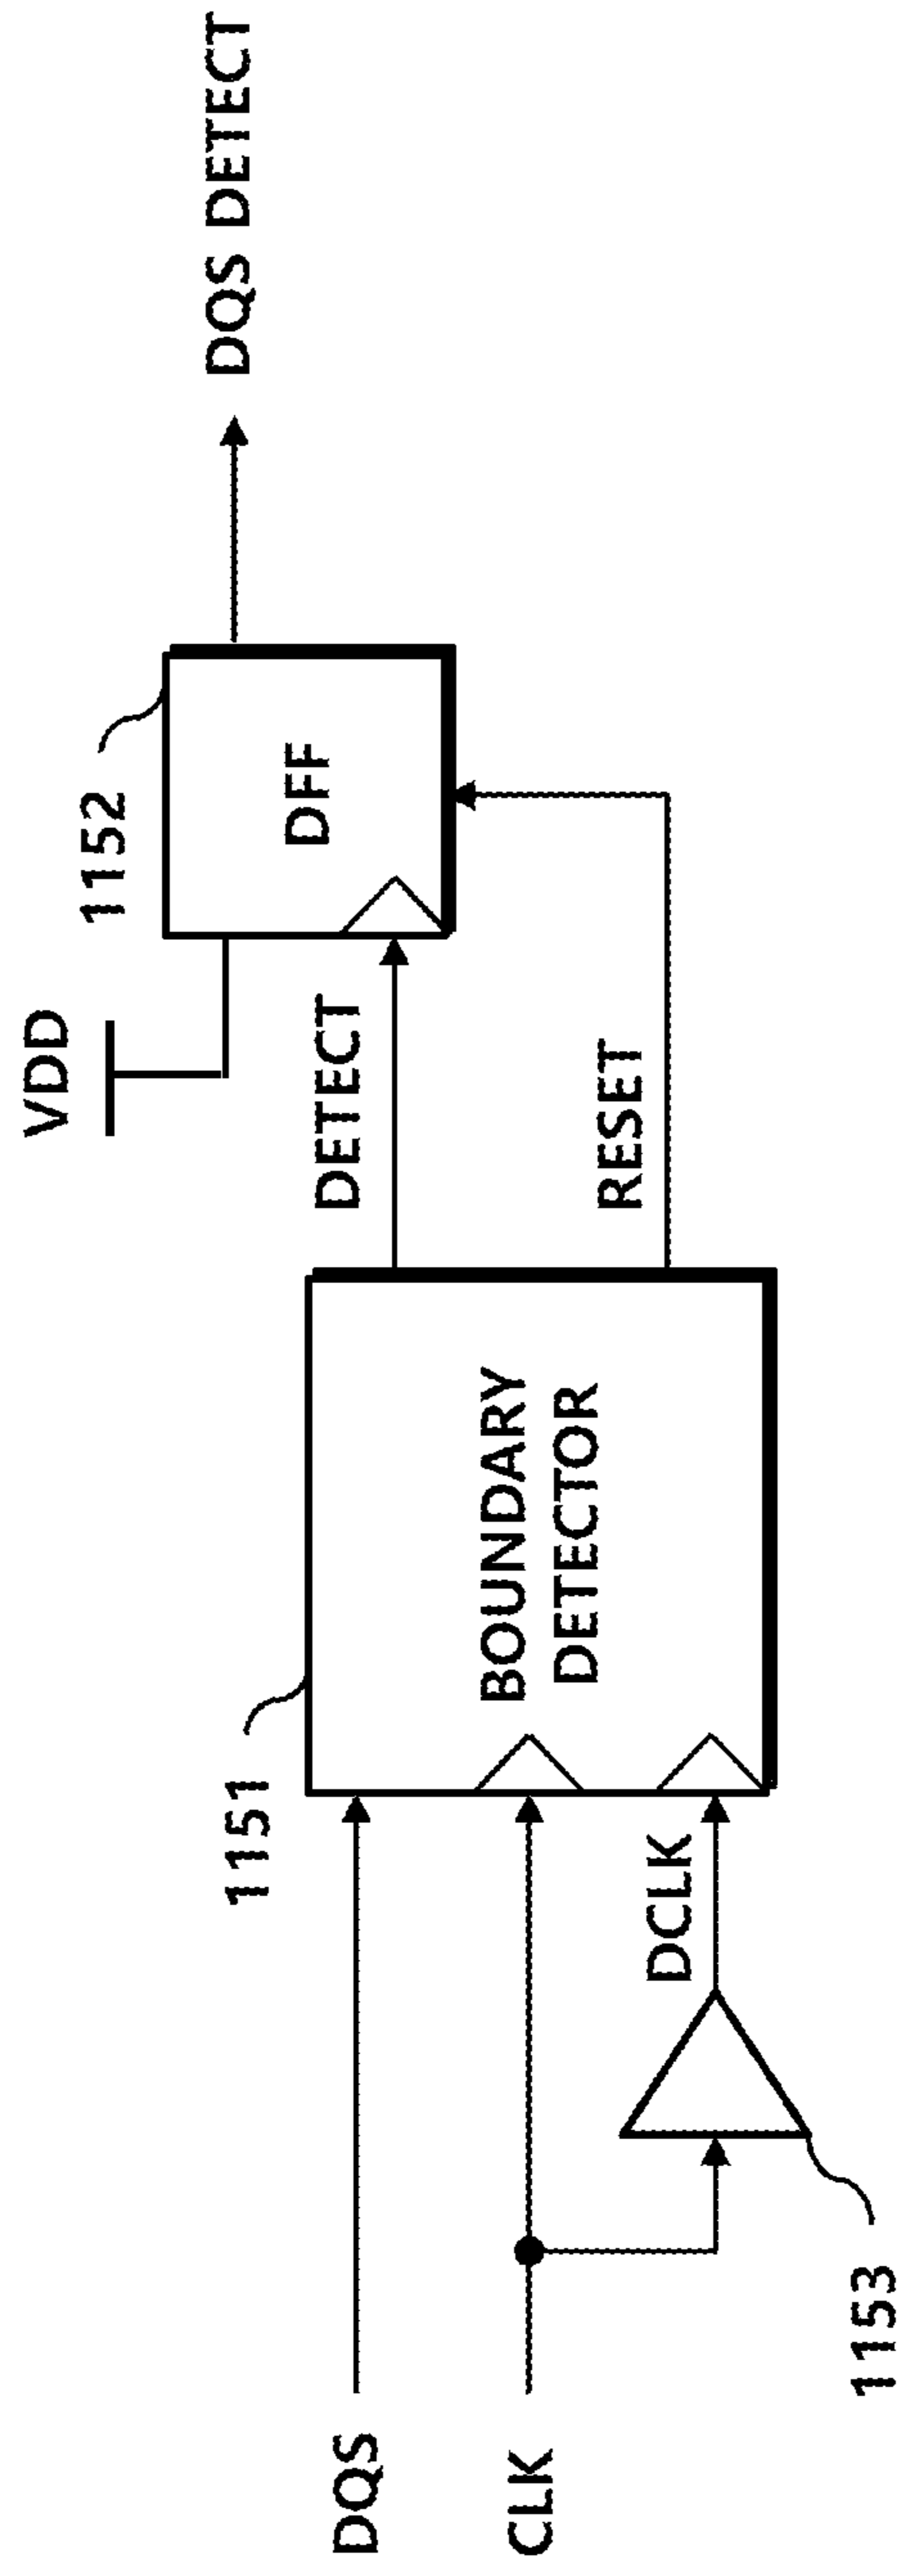 DQS
CLK
1153
DCLK
1151
BOUNDARY
DETECTOR
DETECT
RESET
VDD
1152
DFF
DQS DETECT